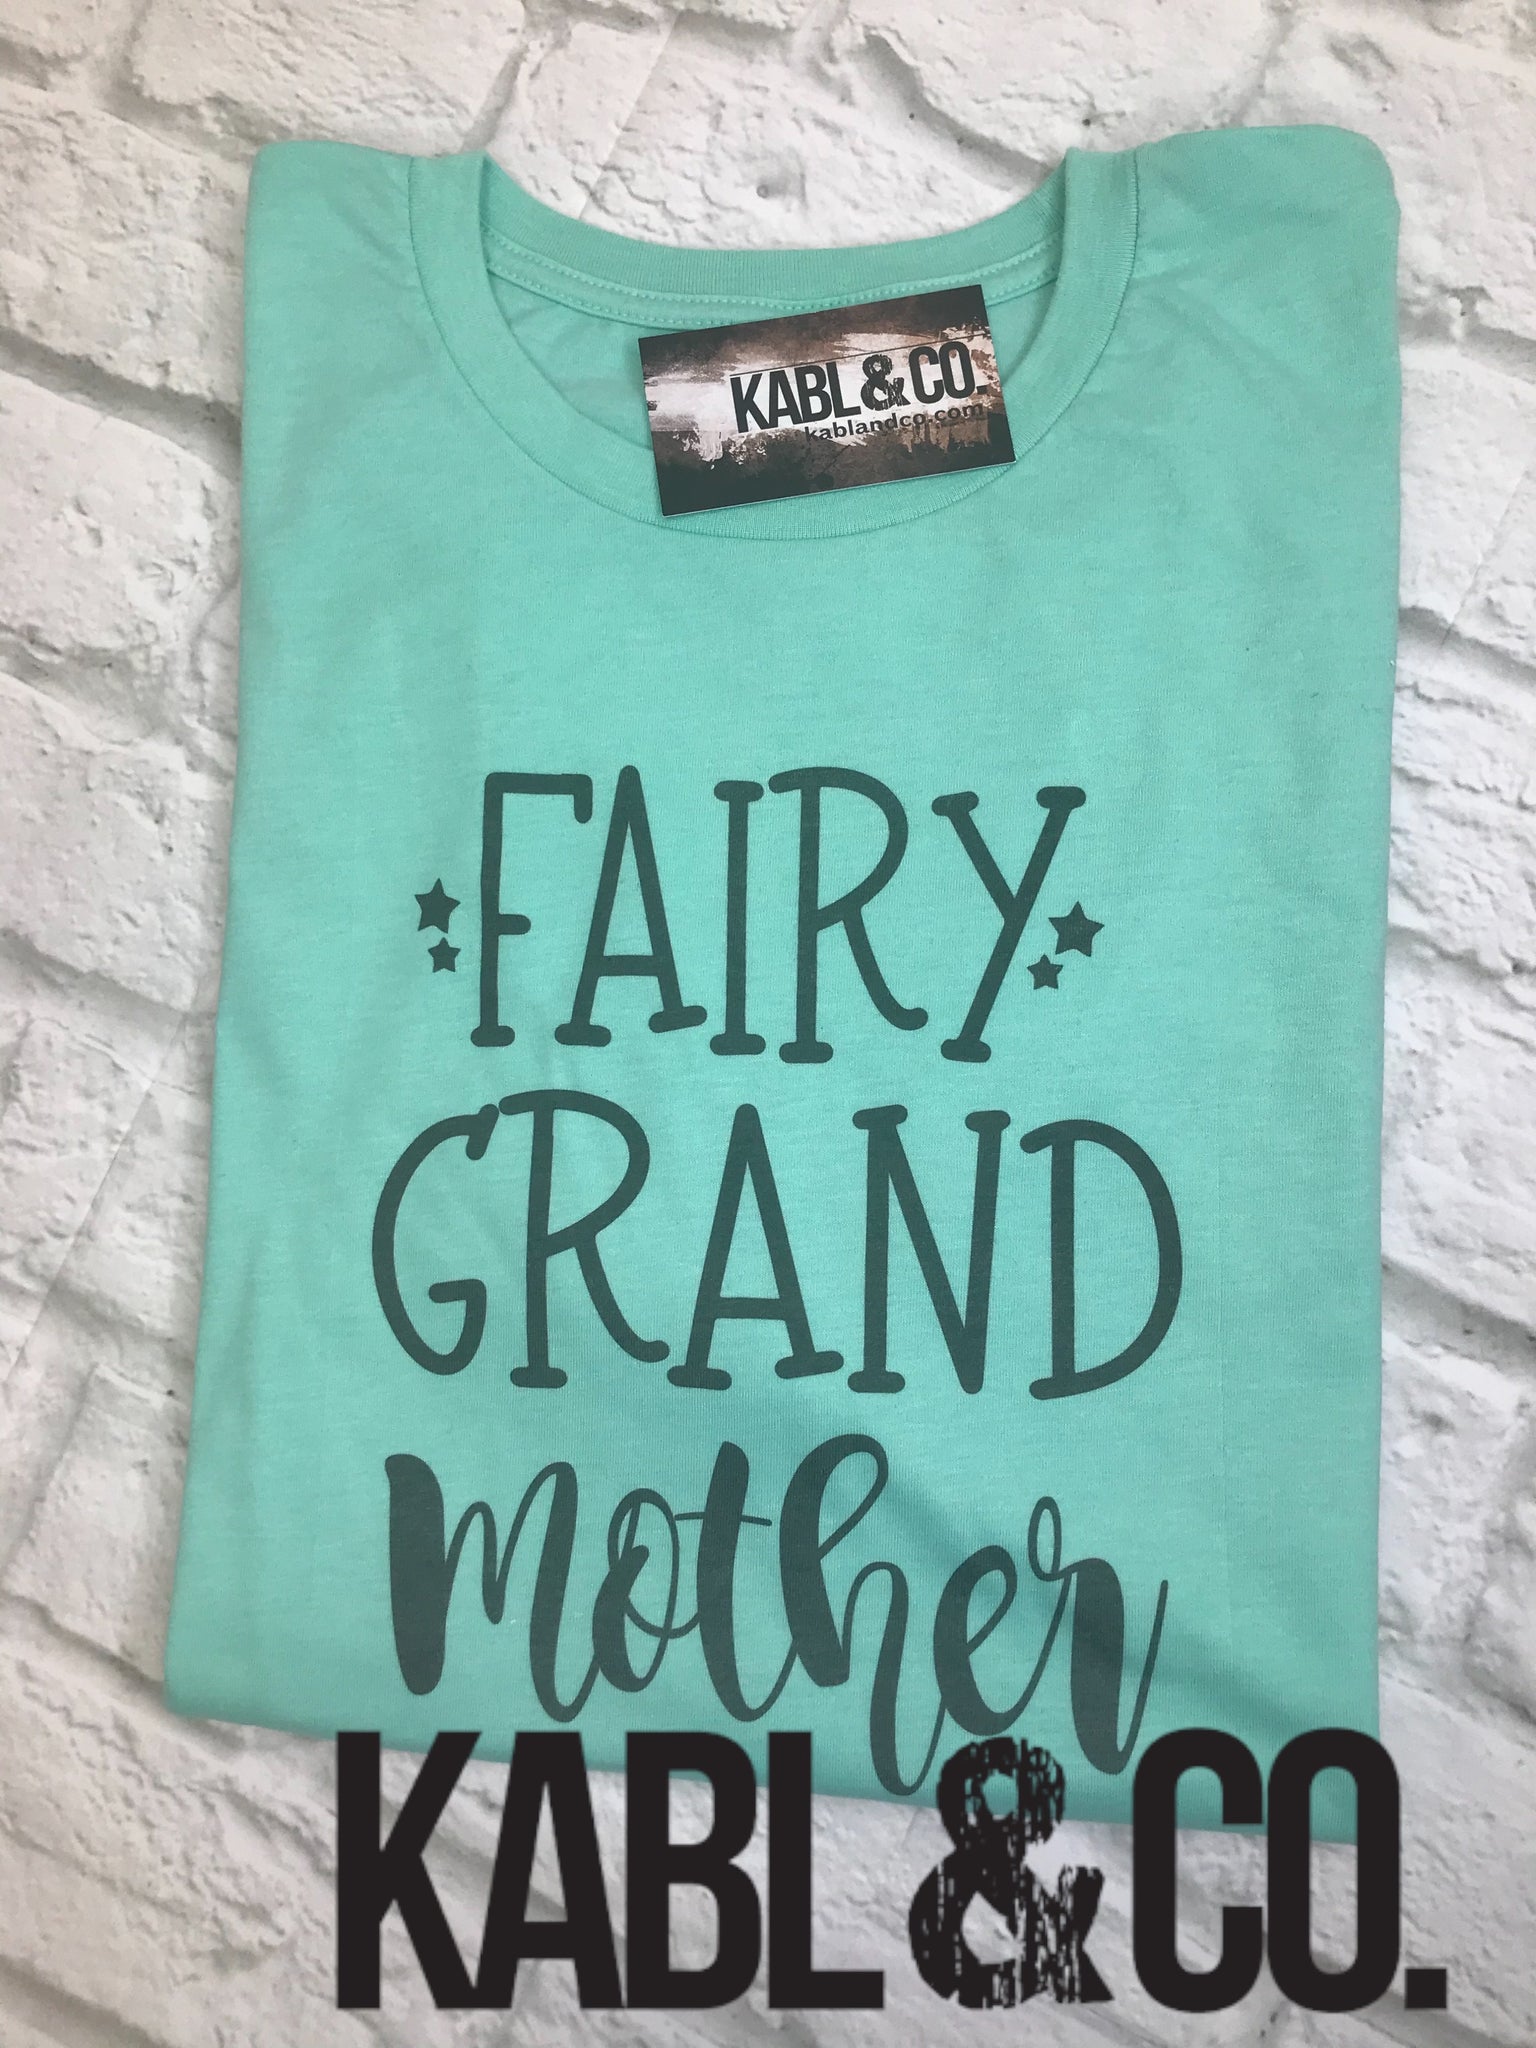 KABL & CO.
kablandco.com
FAIRY
GRAND
mother
KABL & CO.